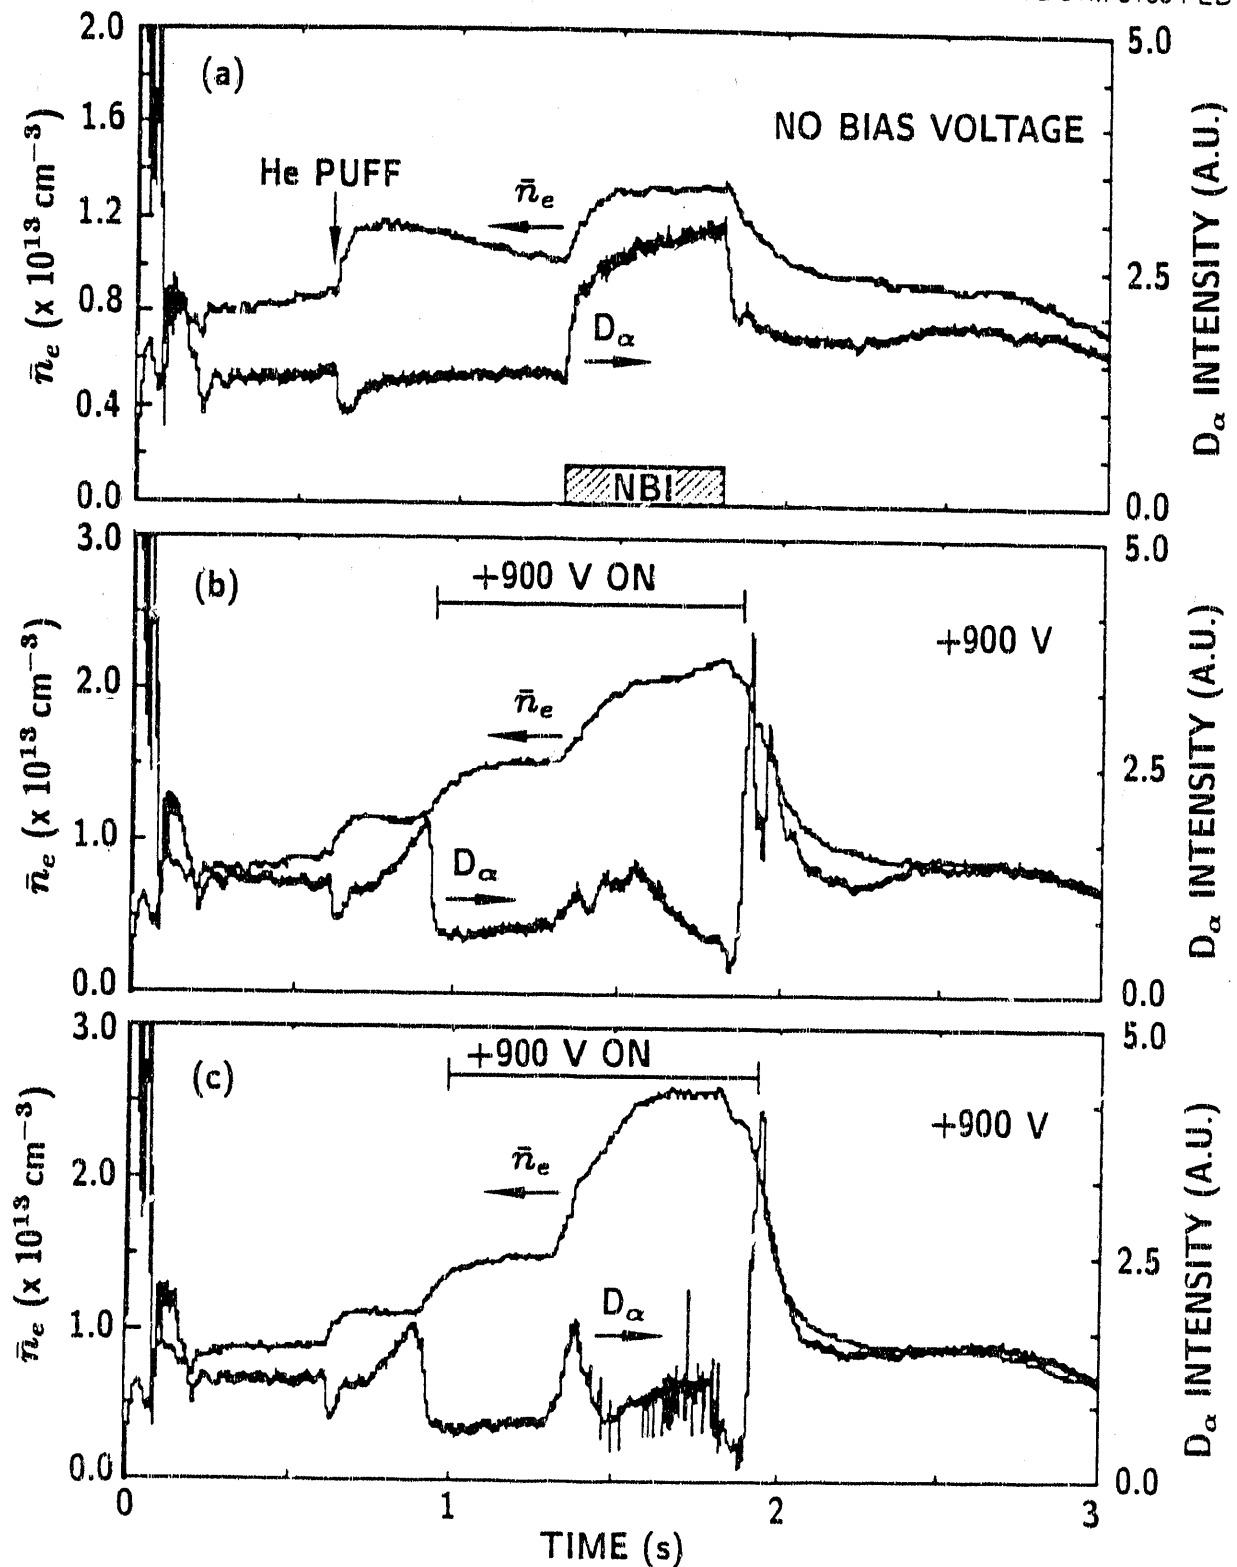 2.0
5.0
(a)
1.6
NO BIAS VOLTAGE
He PUFF
n̄e
1.2
2.5
0.8
Dα
0.4
NBI
0.0
0.0
n̄e (x 10¹³ cm⁻³)
Dα INTENSITY (A.U.)
3.0
5.0
(b)
+900 V ON
+900 V
2.0
n̄e
2.5
1.0
Dα
0.0
0.0
n̄e (x 10¹³ cm⁻³)
Dα INTENSITY (A.U.)
3.0
5.0
(c)
+900 V ON
+900 V
2.0
n̄e
2.5
Dα
1.0
0.0
0.0
n̄e (x 10¹³ cm⁻³)
Dα INTENSITY (A.U.)
0
1
2
3
TIME (s)